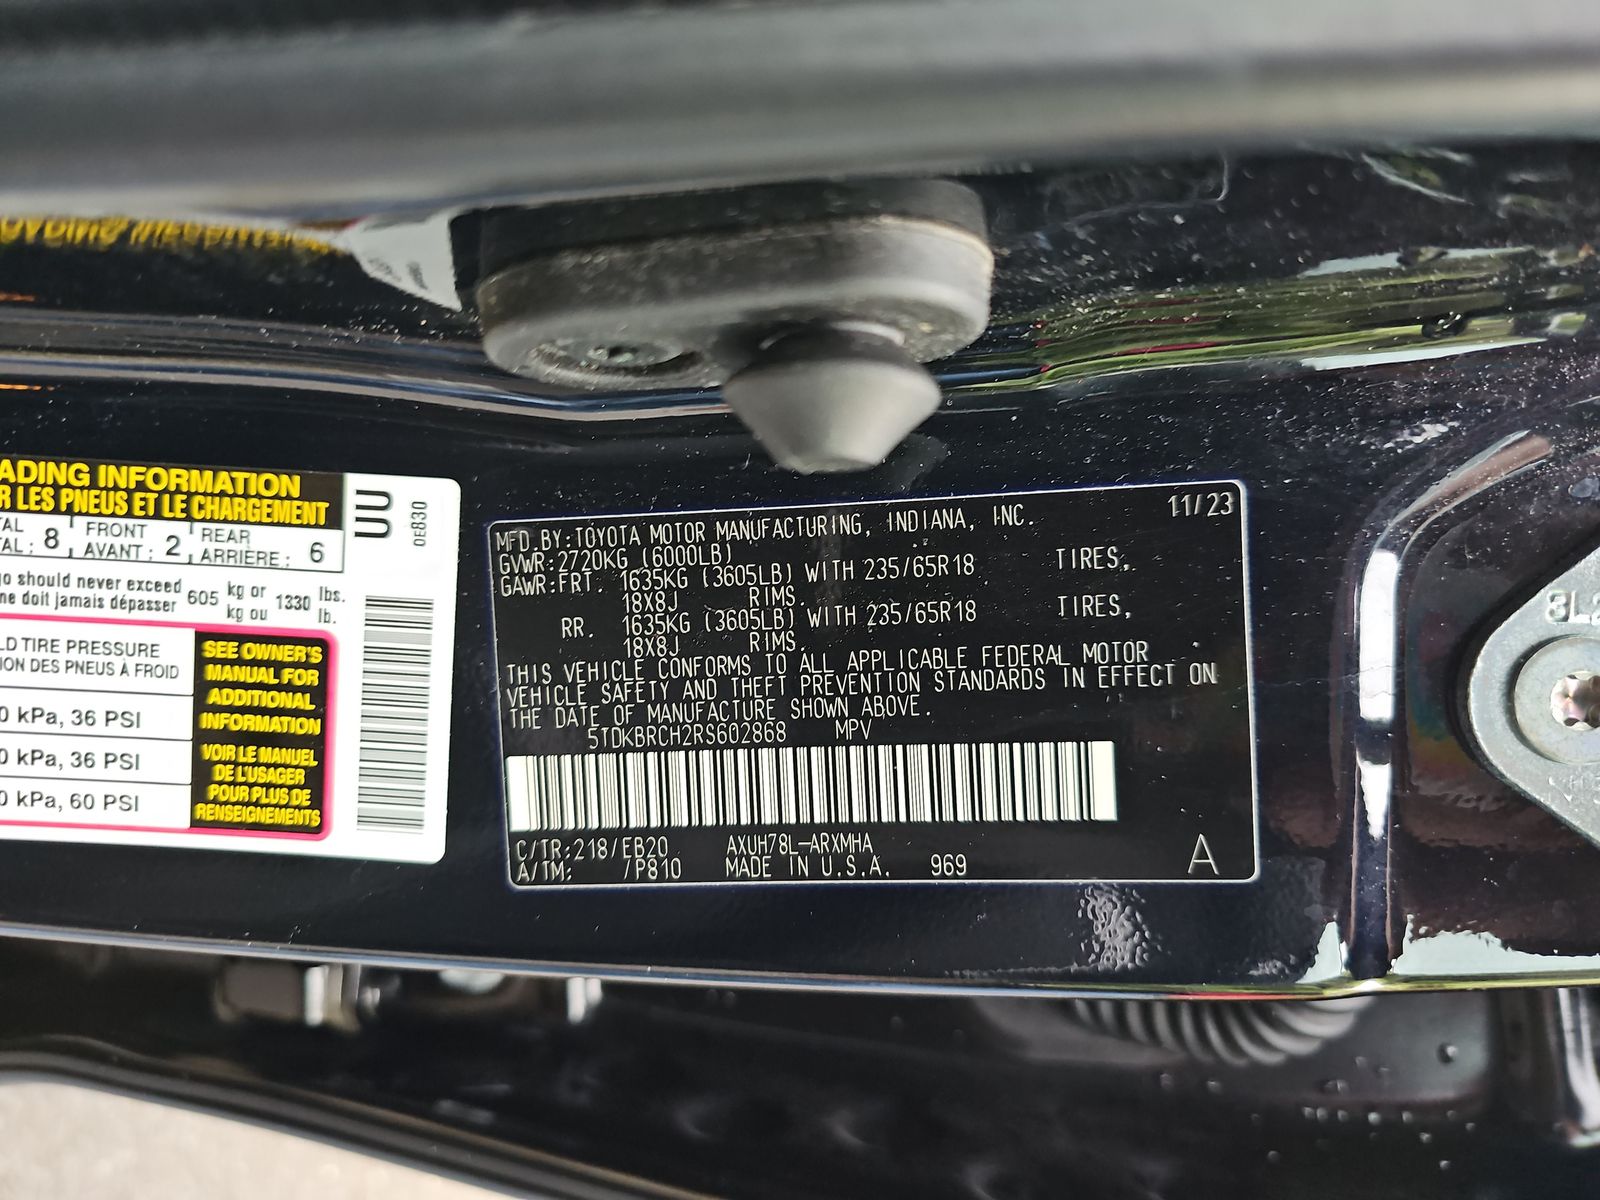 ADING INFORMATION
R LES PNEUS ET LE CHARGEMENT
TAL
TAL : 8
FRONT
AVANT : 2
REAR
ARRIÈRE : 6
go should never exceed 605 kg or 1330 lbs.
ne doit jamais dépasser kg ou lb.
LD TIRE PRESSURE
ION DES PNEUS À FROID
0 kPa, 36 PSI
0 kPa, 36 PSI
0 kPa, 60 PSI
SEE OWNER'S
MANUAL FOR
ADDITIONAL
INFORMATION
VOIR LE MANUEL
DE L'USAGER
POUR PLUS DE
RENSEIGNEMENTS
UU
0E830
11/23
MFD.BY:TOYOTA MOTOR MANUFACTURING, INDIANA, INC.
GVWR:2720KG (6000LB)
GAWR:FRT. 1635KG (3605LB) WITH 235/65R18 TIRES,
18X8J RIMS.
RR. 1635KG (3605LB) WITH 235/65R18 TIRES,
18X8J RIMS.
THIS VEHICLE CONFORMS TO ALL APPLICABLE FEDERAL MOTOR
VEHICLE SAFETY AND THEFT PREVENTION STANDARDS IN EFFECT ON
THE DATE OF MANUFACTURE SHOWN ABOVE.
5TDKBRCH2RS602868 MPV
C/TR:218/EB20 AXUH78L-ARXMHA
A/TM: /P810 MADE IN U.S.A. 969 A